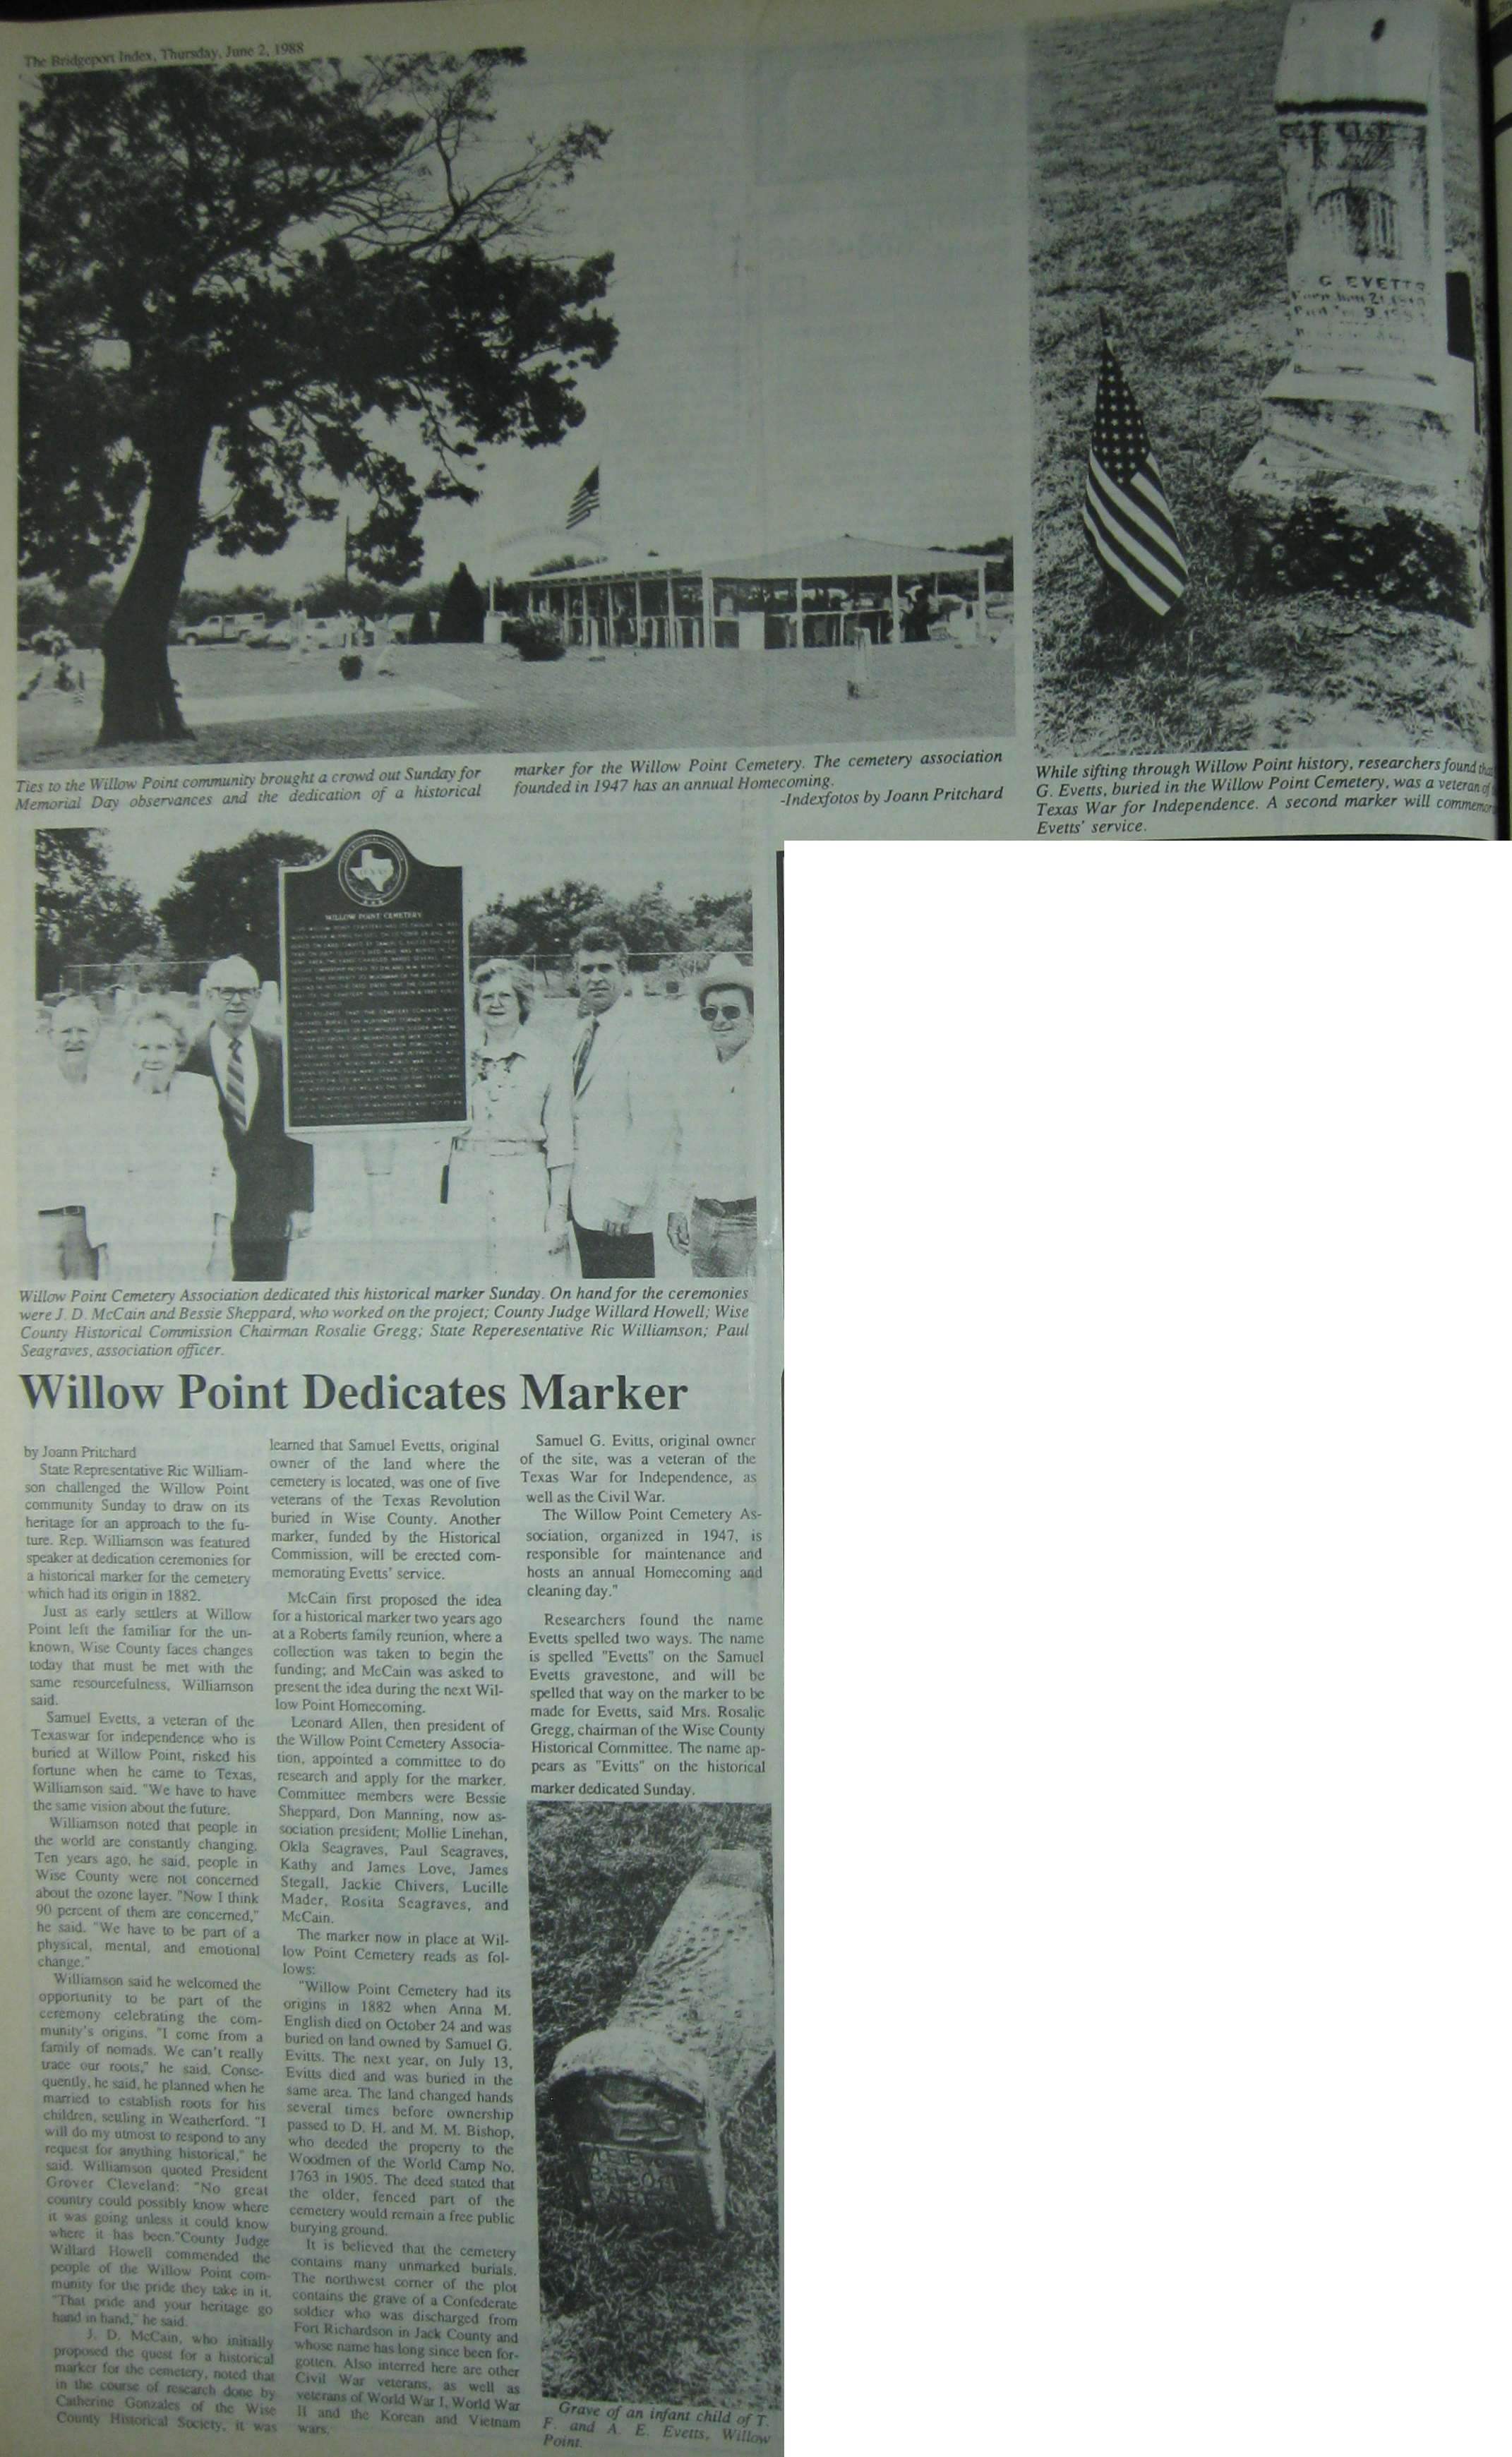 The Bridgeport Index, Thursday, June 2, 1988
G EVETTS
Ties to the Willow Point community brought a crowd out Sunday for
Memorial Day observances and the dedication of a historical
marker for the Willow Point Cemetery. The cemetery association
founded in 1947 has an annual Homecoming.
-Indexfotos by Joann Pritchard
While sifting through Willow Point history, researchers found that
G. Evetts, buried in the Willow Point Cemetery, was a veteran of
Texas War for Independence. A second marker will commemor
Evetts' service.
WILLOW POINT CEMETERY
Willow Point Cemetery Association dedicated this historical marker Sunday. On hand for the ceremonies
were J. D. McCain and Bessie Sheppard, who worked on the project; County Judge Willard Howell; Wise
County Historical Commission Chairman Rosalie Gregg; State Reperesentative Ric Williamson; Paul
Seagraves, association officer.
Willow Point Dedicates Marker
by Joann Pritchard
State Representative Ric William-
son challenged the Willow Point
community Sunday to draw on its
heritage for an approach to the fu-
ture. Rep. Williamson was featured
speaker at dedication ceremonies for
a historical marker for the cemetery
which had its origin in 1882.
Just as early settlers at Willow
Point left the familiar for the un-
known, Wise County faces changes
today that must be met with the
same resourcefulness, Williamson
said.
Samuel Evetts, a veteran of the
Texaswar for independence who is
buried at Willow Point, risked his
fortune when he came to Texas,
Williamson said. "We have to have
the same vision about the future.
Williamson noted that people in
the world are constantly changing.
Ten years ago, he said, people in
Wise County were not concerned
about the ozone layer. "Now I think
90 percent of them are concerned,"
he said. "We have to be part of a
physical, mental, and emotional
change."
Williamson said he welcomed the
opportunity to be part of the
ceremony celebrating the com-
munity's origins. "I come from a
family of nomads. We can't really
trace our roots," he said. Conse-
quently, he said, he planned when he
married to establish roots for his
children, settling in Weatherford. "I
will do my utmost to respond to any
request for anything historical," he
said. Williamson quoted President
Grover Cleveland: "No great
country could possibly know where
it was going unless it could know
where it has been."County Judge
Willard Howell commended the
people of the Willow Point com-
munity for the pride they take in it.
"That pride and your heritage go
hand in hand," he said.
J. D. McCain, who initially
proposed the quest for a historical
marker for the cemetery, noted that
in the course of research done by
Catherine Gonzales of the Wise
County Historical Society, it was
learned that Samuel Evetts, original
owner of the land where the
cemetery is located, was one of five
veterans of the Texas Revolution
buried in Wise County. Another
marker, funded by the Historical
Commission, will be erected com-
memorating Evetts' service.
McCain first proposed the idea
for a historical marker two years ago
at a Roberts family reunion, where a
collection was taken to begin the
funding; and McCain was asked to
present the idea during the next Wil-
low Point Homecoming.
Leonard Allen, then president of
the Willow Point Cemetery Associa-
tion, appointed a committee to do
research and apply for the marker.
Committee members were Bessie
Sheppard, Don Manning, now as-
sociation president; Mollie Linehan,
Okla Seagraves, Paul Seagraves,
Kathy and James Love, James
Stegall, Jackie Chivers, Lucille
Mader, Rosita Seagraves, and
McCain.
The marker now in place at Wil-
low Point Cemetery reads as fol-
lows:
"Willow Point Cemetery had its
origins in 1882 when Anna M.
English died on October 24 and was
buried on land owned by Samuel G.
Evitts. The next year, on July 13,
Evitts died and was buried in the
same area. The land changed hands
several times before ownership
passed to D. H. and M. M. Bishop,
who deeded the property to the
Woodmen of the World Camp No.
1763 in 1905. The deed stated that
the older, fenced part of the
cemetery would remain a free public
burying ground.
It is believed that the cemetery
contains many unmarked burials.
The northwest corner of the plot
contains the grave of a Confederate
soldier who was discharged from
Fort Richardson in Jack County and
whose name has long since been for-
gotten. Also interred here are other
Civil War veterans, as well as
veterans of World War I, World War
II and the Korean and Vietnam
wars.
Samuel G. Evitts, original owner
of the site, was a veteran of the
Texas War for Independence, as
well as the Civil War.
The Willow Point Cemetery As-
sociation, organized in 1947, is
responsible for maintenance and
hosts an annual Homecoming and
cleaning day."
Researchers found the name
Evetts spelled two ways. The name
is spelled "Evetts" on the Samuel
Evetts gravestone, and will be
spelled that way on the marker to be
made for Evetts, said Mrs. Rosalie
Gregg, chairman of the Wise County
Historical Committee. The name ap-
pears as "Evitts" on the historical
marker dedicated Sunday.
Grave of an infant child of T.
F. and A. E. Evetts, Willow
Point.